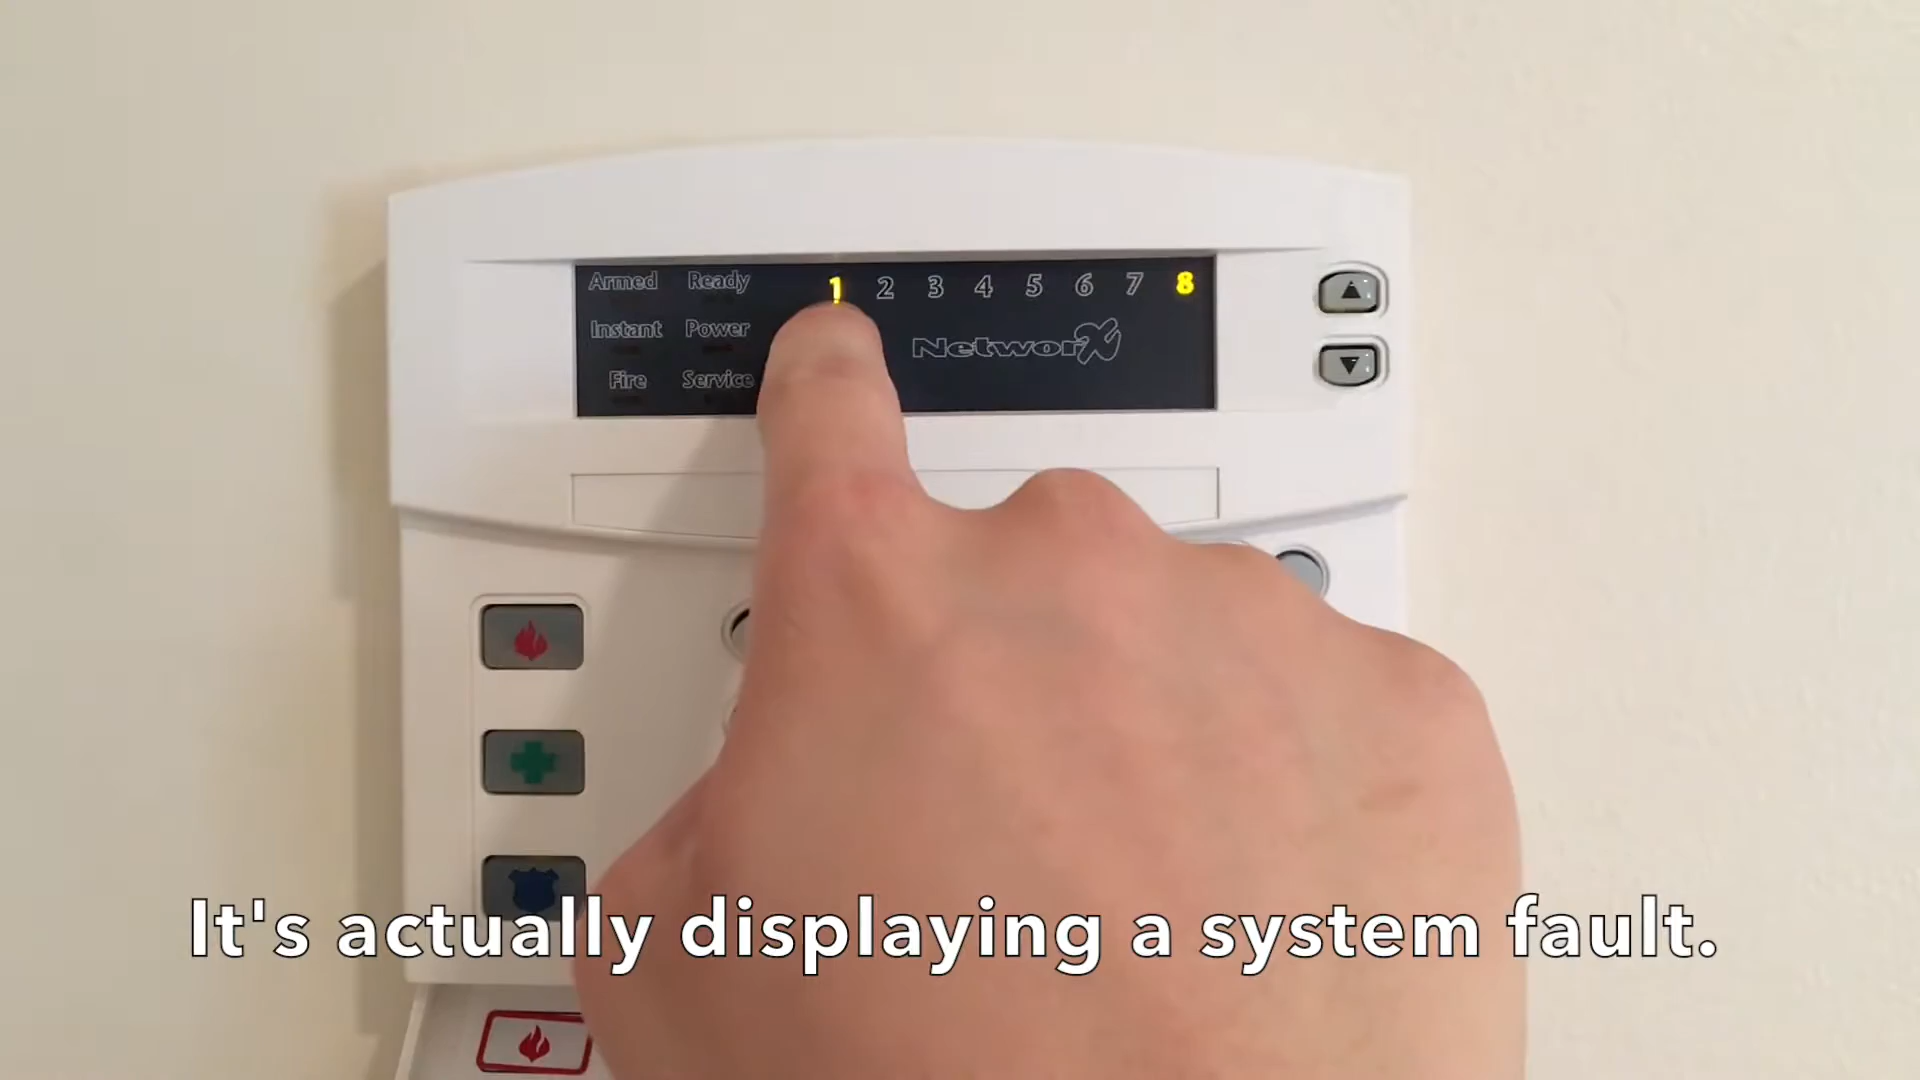 Armed Ready 1 2 3 4 5 6 7 8
Instant Power NetworX
Fire Service
It's actually displaying a system fault.